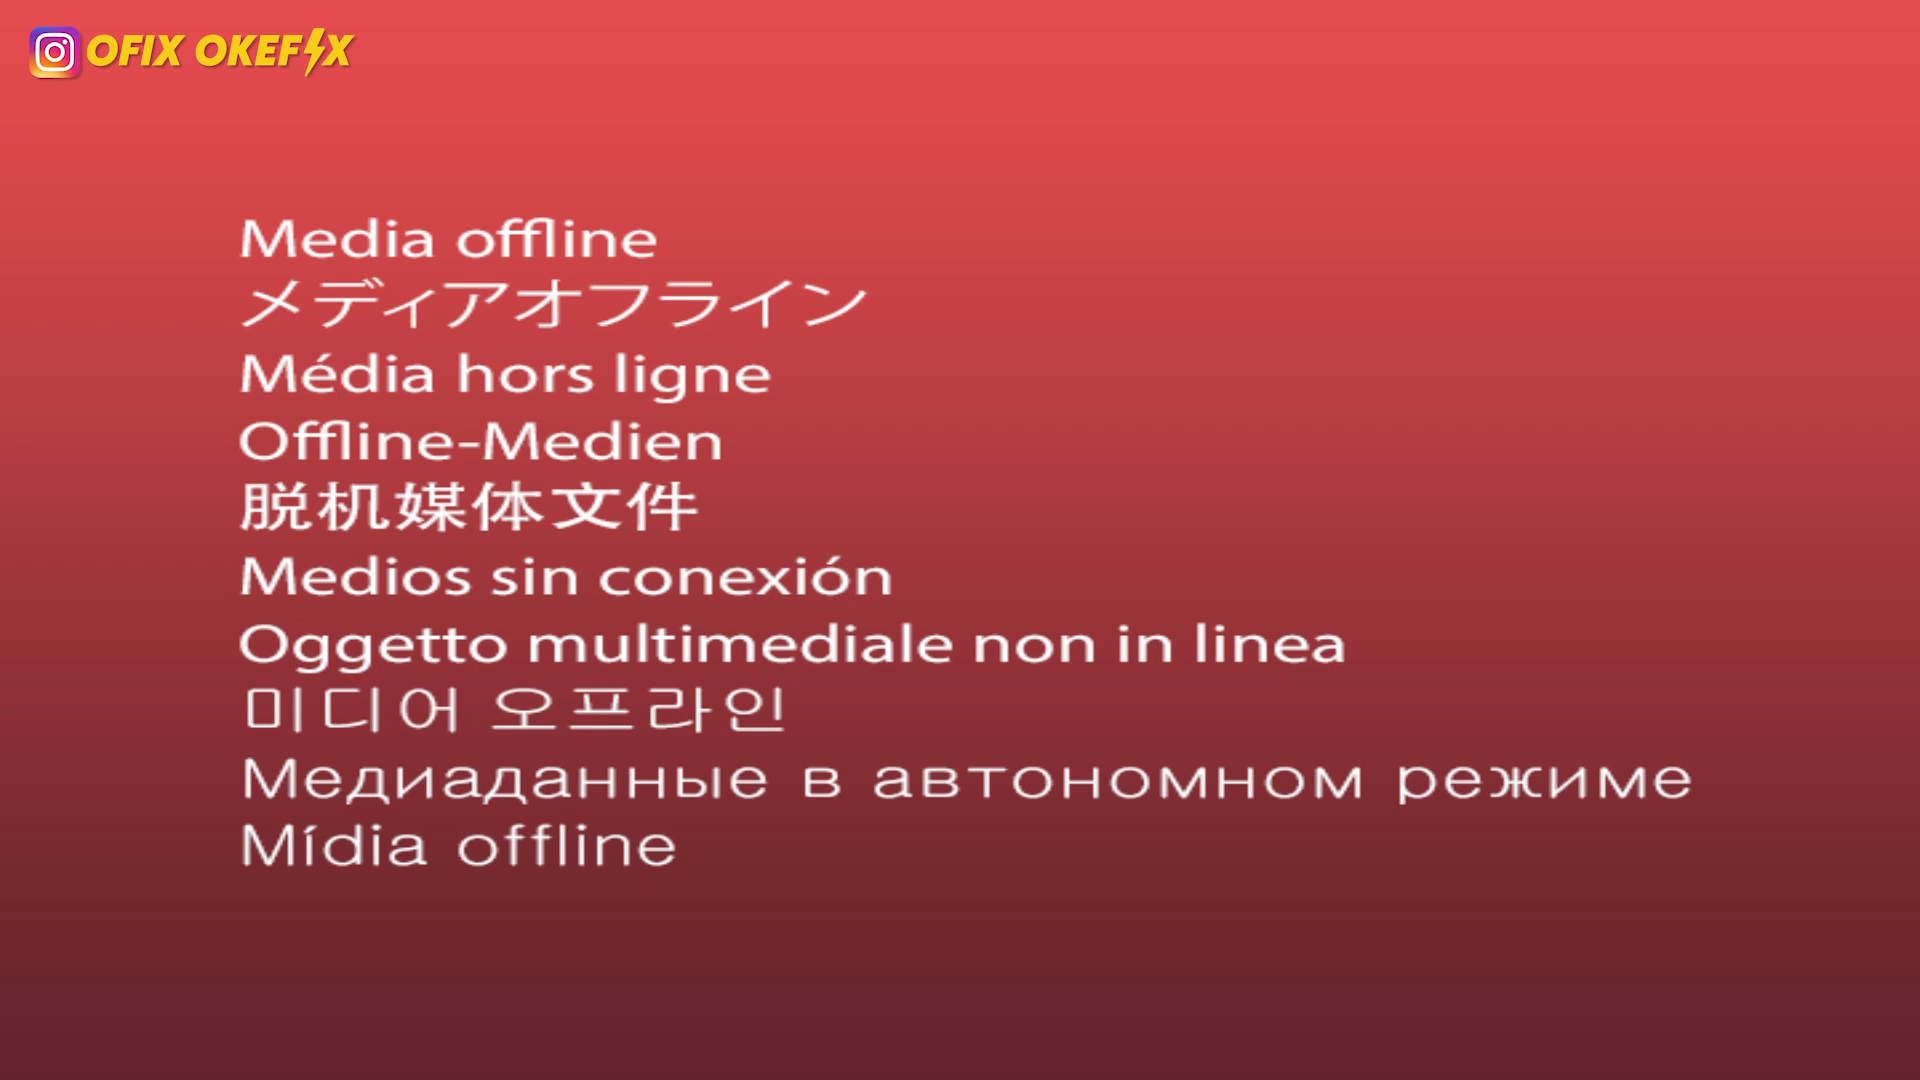 OFIX OKEFIX
Media offline
メディアオフライン
Média hors ligne
Offline-Medien
脱机媒体文件
Medios sin conexión
Oggetto multimediale non in linea
미디어 오프라인
Медиаданные в автономном режиме
Mídia offline